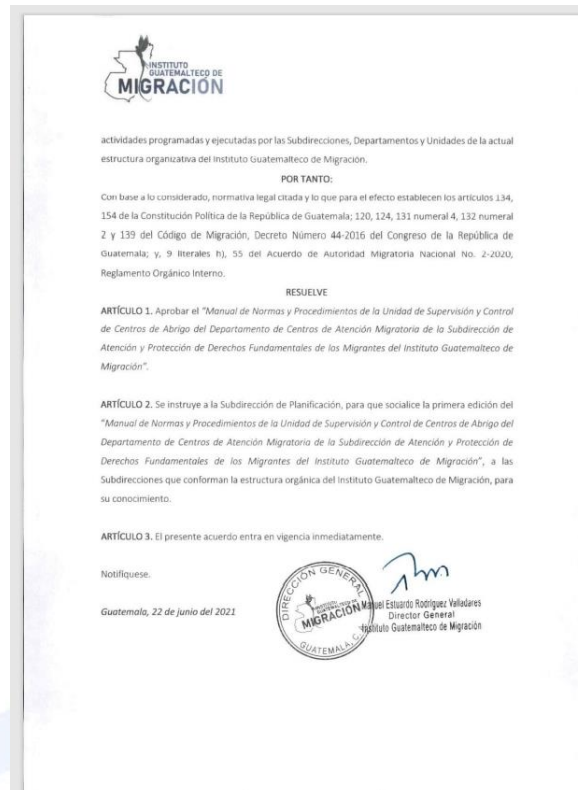 INSTITUTO
GUATEMALTECO DE
MIGRACIÓN
actividades programadas y ejecutadas por las Subdirecciones, Departamentos y Unidades de la actual
estructura organizativa del Instituto Guatemalteco de Migración.
POR TANTO:
Con base a lo considerado, normativa legal citada y lo que para el efecto establecen los artículos 134,
154 de la Constitución Política de la República de Guatemala; 120, 124, 131 numeral 4, 132 numeral
2 y 139 del Código de Migración, Decreto Número 44-2016 del Congreso de la República de
Guatemala; y, 9 literales h), 55 del Acuerdo de Autoridad Migratoria Nacional No. 2-2020,
Reglamento Orgánico Interno.
RESUELVE
ARTÍCULO 1. Aprobar el "Manual de Normas y Procedimientos de la Unidad de Supervisión y Control
de Centros de Abrigo del Departamento de Centros de Atención Migratoria de la Subdirección de
Atención y Protección de Derechos Fundamentales de los Migrantes del Instituto Guatemalteco de
Migración".
ARTÍCULO 2. Se instruye a la Subdirección de Planificación, para que socialice la primera edición del
"Manual de Normas y Procedimientos de la Unidad de Supervisión y Control de Centros de Abrigo del
Departamento de Centros de Atención Migratoria de la Subdirección de Atención y Protección de
Derechos Fundamentales de los Migrantes del Instituto Guatemalteco de Migración", a las
Subdirecciones que conforman la estructura orgánica del Instituto Guatemalteco de Migración, para
su conocimiento.
ARTÍCULO 3. El presente acuerdo entra en vigencia inmediatamente.
Notifíquese.
Guatemala, 22 de junio del 2021
DIRECCIÓN GENERAL
INSTITUTO
GUATEMALTECO DE
MIGRACIÓN
GUATEMALA, C.
Manuel Estuardo Rodríguez Valladares
Director General
Instituto Guatemalteco de Migración